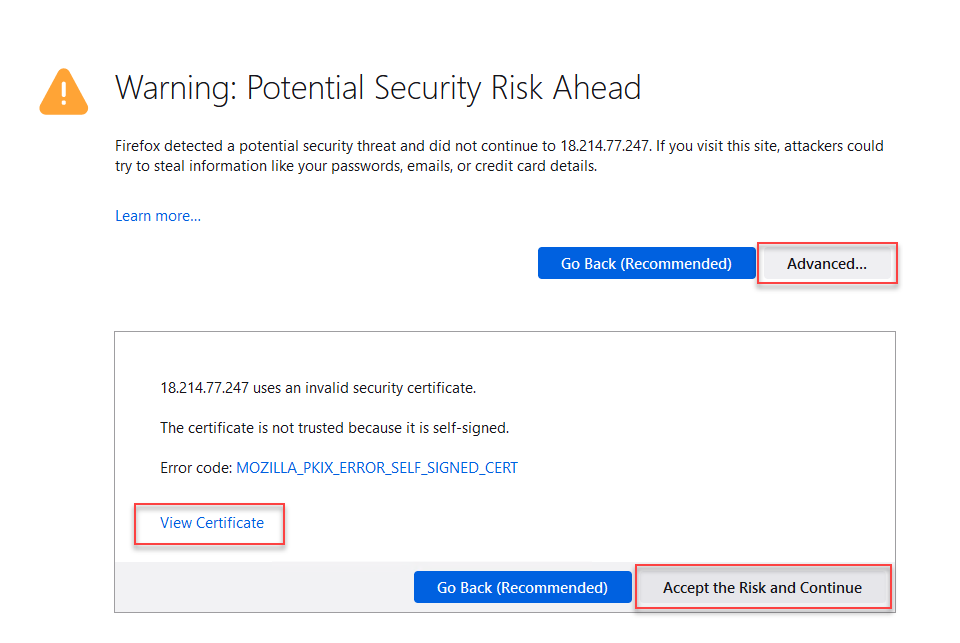 Warning: Potential Security Risk Ahead
Firefox detected a potential security threat and did not continue to 18.214.77.247. If you visit this site, attackers could
try to steal information like your passwords, emails, or credit card details.
Learn more...
Go Back (Recommended)
Advanced...
18.214.77.247 uses an invalid security certificate.
The certificate is not trusted because it is self-signed.
Error code: MOZILLA_PKIX_ERROR_SELF_SIGNED_CERT
View Certificate
Go Back (Recommended)
Accept the Risk and Continue